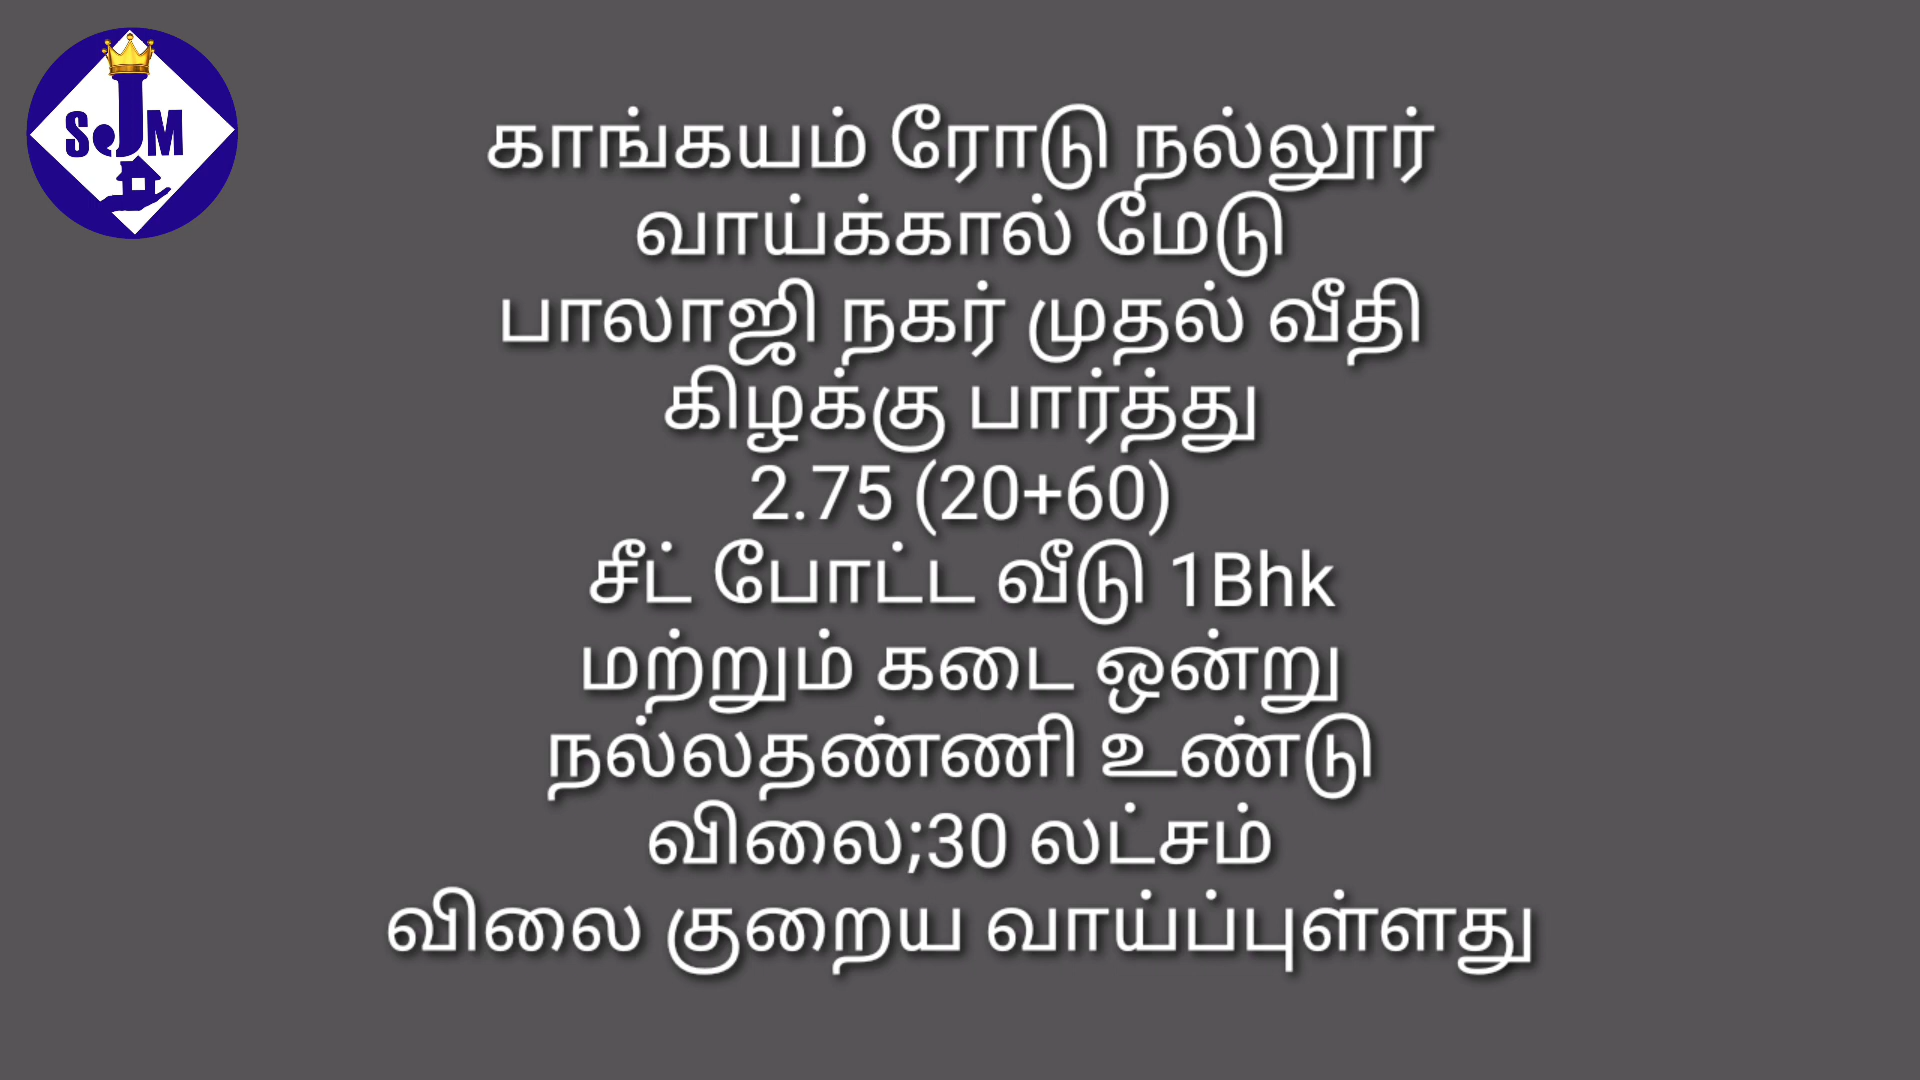 SJM
காங்கயம் ரோடு நல்லூர்
வாய்க்கால் மேடு
பாலாஜி நகர் முதல் வீதி
கிழக்கு பார்த்து
2.75 (20+60)
சீட் போட்ட வீடு 1Bhk
மற்றும் கடை ஒன்று
நல்லதண்ணி உண்டு
விலை;30 லட்சம்
விலை குறைய வாய்ப்புள்ளது